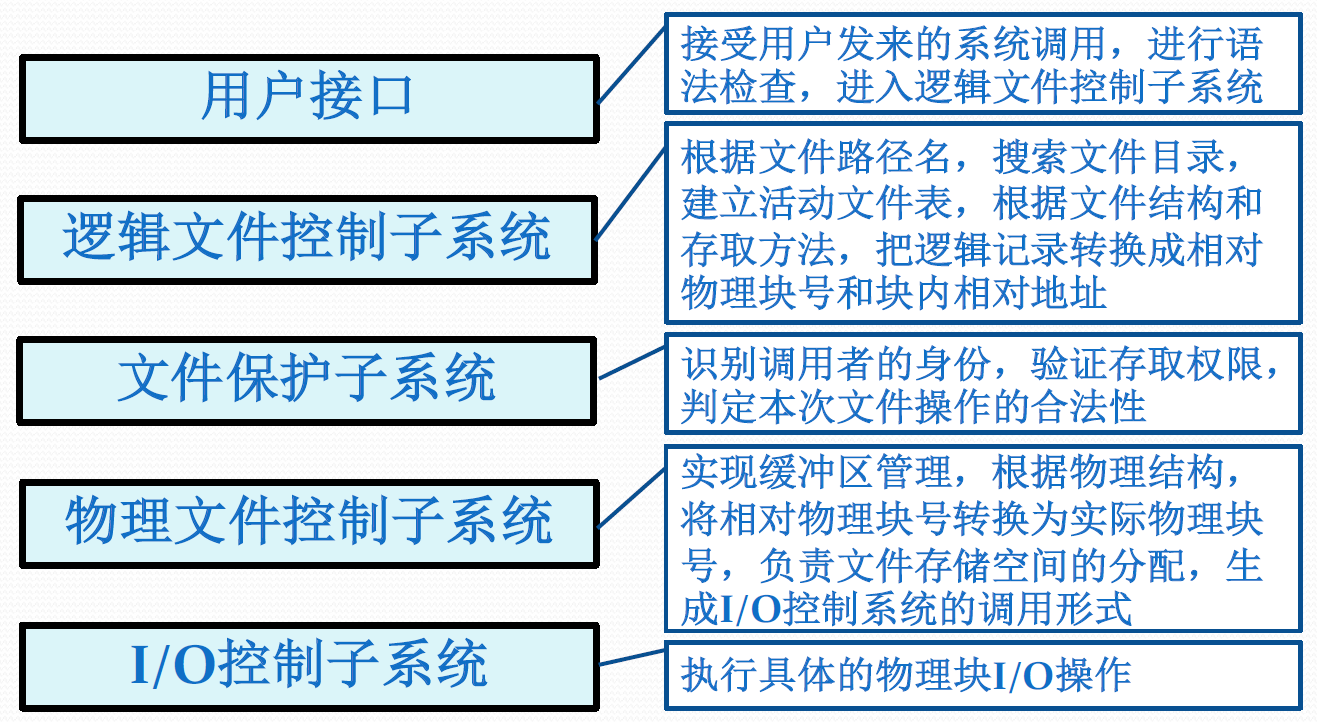 用户接口
接受用户发来的系统调用，进行语
法检查，进入逻辑文件控制子系统
逻辑文件控制子系统
根据文件路径名，搜索文件目录，
建立活动文件表，根据文件结构和
存取方法，把逻辑记录转换成相对
物理块号和块内相对地址
文件保护子系统
识别调用者的身份，验证存取权限，
判定本次文件操作的合法性
物理文件控制子系统
实现缓冲区管理，根据物理结构，
将相对物理块号转换为实际物理块
号，负责文件存储空间的分配，生
成I/O控制系统的调用形式
I/O控制子系统
执行具体的物理块I/O操作